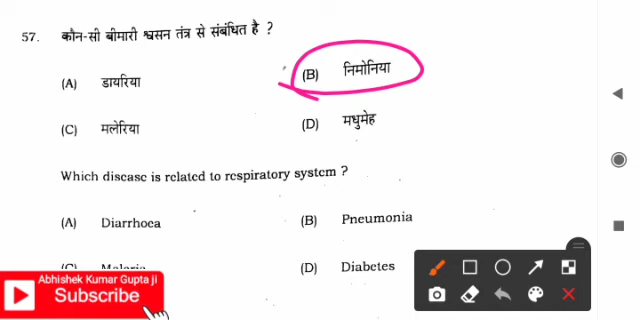 57. कौन-सी बीमारी श्वसन तंत्र से संबंधित है ?
(A) डायरिया (B) निमोनिया
(C) मलेरिया (D) मधुमेह
Which disease is related to respiratory system ?
(A) Diarrhoea (B) Pneumonia
(C) Malaria (D) Diabetes
Abhishek Kumar Gupta ji
Subscribe